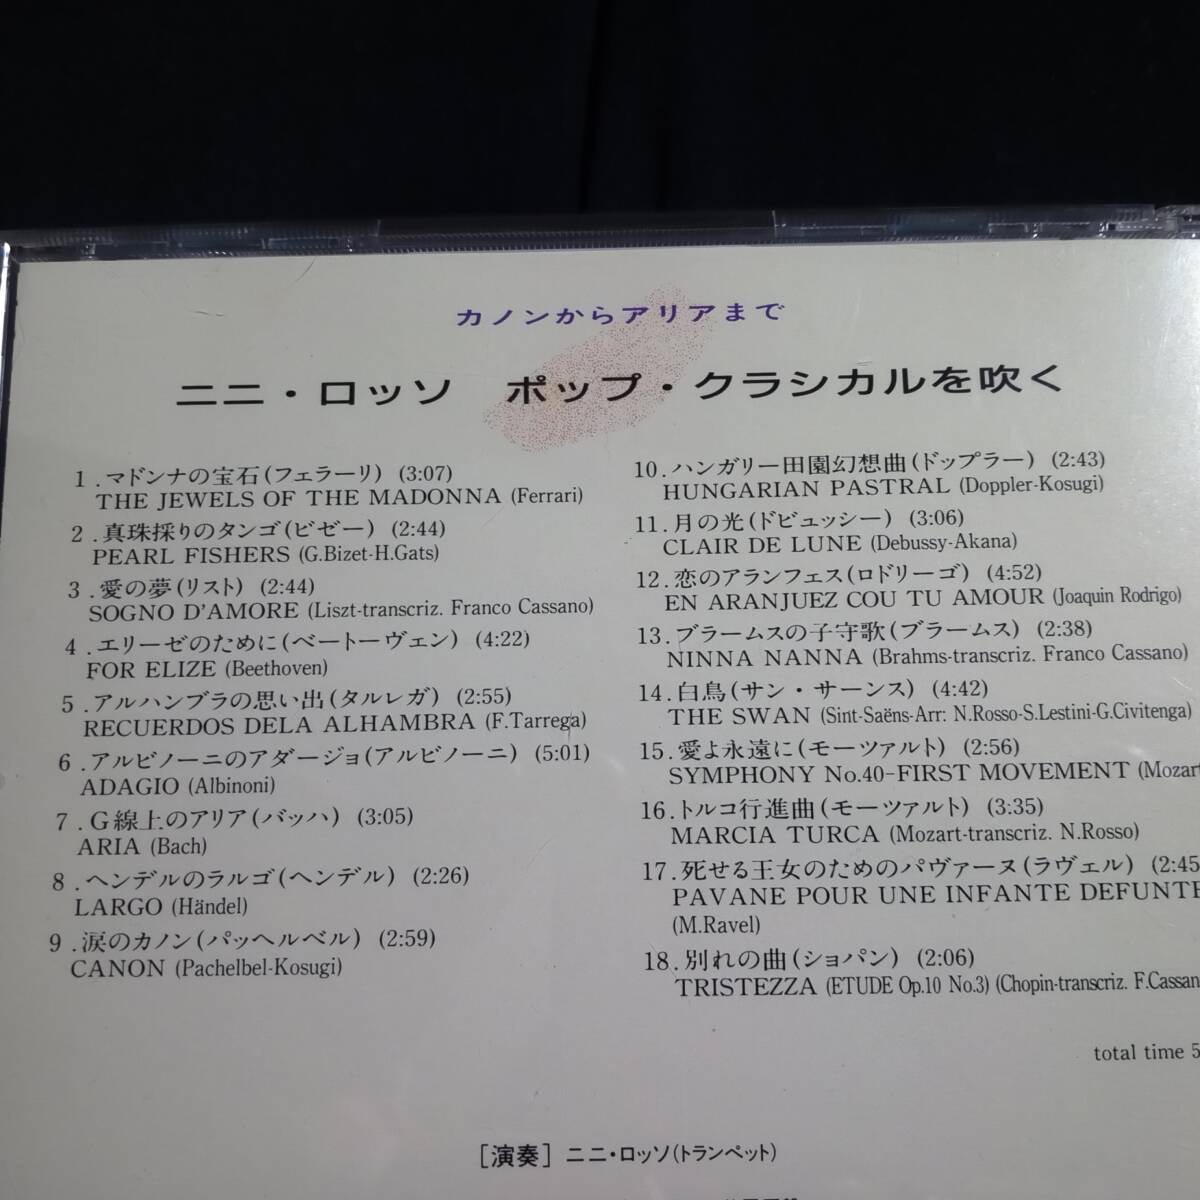 カノンからアリアまで
ニニ・ロッソ ポップ・クラシカルを吹く
1.マドンナの宝石(フェラーリ) (3:07)
THE JEWELS OF THE MADONNA (Ferrari)
2.真珠採りのタンゴ(ビゼー) (2:44)
PEARL FISHERS (G.Bizet-H.Gats)
3.愛の夢(リスト) (2:44)
SOGNO D'AMORE (Liszt-transcriz. Franco Cassano)
4.エリーゼのために(ベートーヴェン) (4:22)
FOR ELIZE (Beethoven)
5.アルハンブラの思い出(タルレガ) (2:55)
RECUERDOS DELA ALHAMBRA (F.Tarrega)
6.アルビノーニのアダージョ(アルビノーニ) (5:01)
ADAGIO (Albinoni)
7.G線上のアリア(バッハ) (3:05)
ARIA (Bach)
8.ヘンデルのラルゴ(ヘンデル) (2:26)
LARGO (Händel)
9.涙のカノン(パッヘルベル) (2:59)
CANON (Pachelbel-Kosugi)
10.ハンガリー田園幻想曲(ドップラー) (2:43)
HUNGARIAN PASTRAL (Doppler-Kosugi)
11.月の光(ドビュッシー) (3:06)
CLAIR DE LUNE (Debussy-Akana)
12.恋のアランフェス(ロドリーゴ) (4:52)
EN ARANJUEZ COU TU AMOUR (Joaquin Rodrigo)
13.ブラームスの子守歌(ブラームス) (2:38)
NINNA NANNA (Brahms-transcriz. Franco Cassano)
14.白鳥(サン・サーンス) (4:42)
THE SWAN (Sint-Saëns-Arr: N.Rosso-S.Lestini-G.Civitenga)
15.愛よ永遠に(モーツァルト) (2:56)
SYMPHONY No.40-FIRST MOVEMENT (Mozar
16.トルコ行進曲(モーツァルト) (3:35)
MARCIA TURCA (Mozart-transcriz. N.Rosso)
17.死せる王女のためのパヴァーヌ(ラヴェル) (2:45
PAVANE POUR UNE INFANTE DEFUNTE
(M.Ravel)
18.別れの曲(ショパン) (2:06)
TRISTEZZA (ETUDE Op.10 No.3) (Chopin-transcriz. F.Cassan
total time 5
[演奏] ニニ・ロッソ(トランペット)